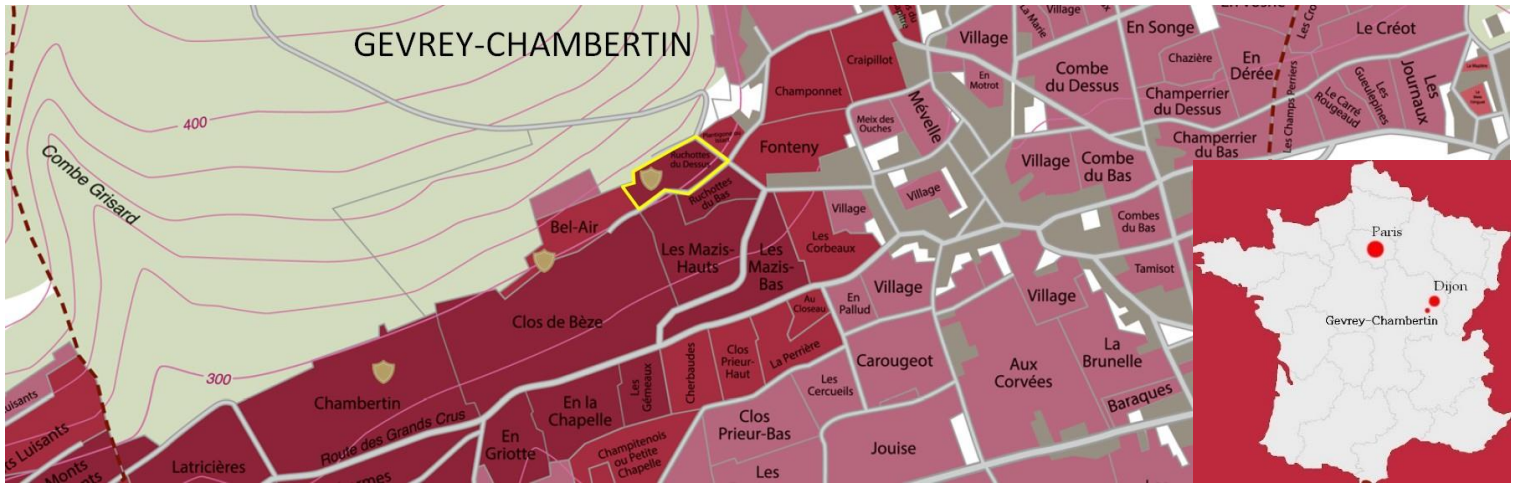 GEVREY-CHAMBERTIN
400
Combe Grisard
300
Craipillot
Champonnet
Fonteny
Ruchottes
du Dessus
Ruchottes
du Bas
Bel-Air
Les Mazis-
Hauts
Les
Mazis-
Bas
Clos de Bèze
Chambertin
Route des Grands Crus
Latricières
En
Griotte
En la
Chapelle
Les
Gémeaux
Cherbaudes
Clos
Prieur-
Haut
La Perrière
Au
Closeau
Champitenois
ou Petite
Chapelle
Clos
Prieur-Bas
Les
Les
Cercueils
Jouise
Carougeot
En
Pallud
Village
Village
Les
Corbeaux
Meix des
Ouches
Mévelle
Village
Village
En
Motrot
La Marie
Village
Combe
du Dessus
En Songe
Chazière
En
Dérée
Champerrier
du Dessus
Champerrier
du Bas
Village
Combe
du Bas
Combes
du Bas
Tamisot
Village
Aux
Corvées
La
Brunelle
Baraques
Les Champs Perriers
Le Carré
Rougeaud
Les
Gueulepines
Les
Journaux
Le Créot
Paris
Dijon
Gevrey-Chambertin